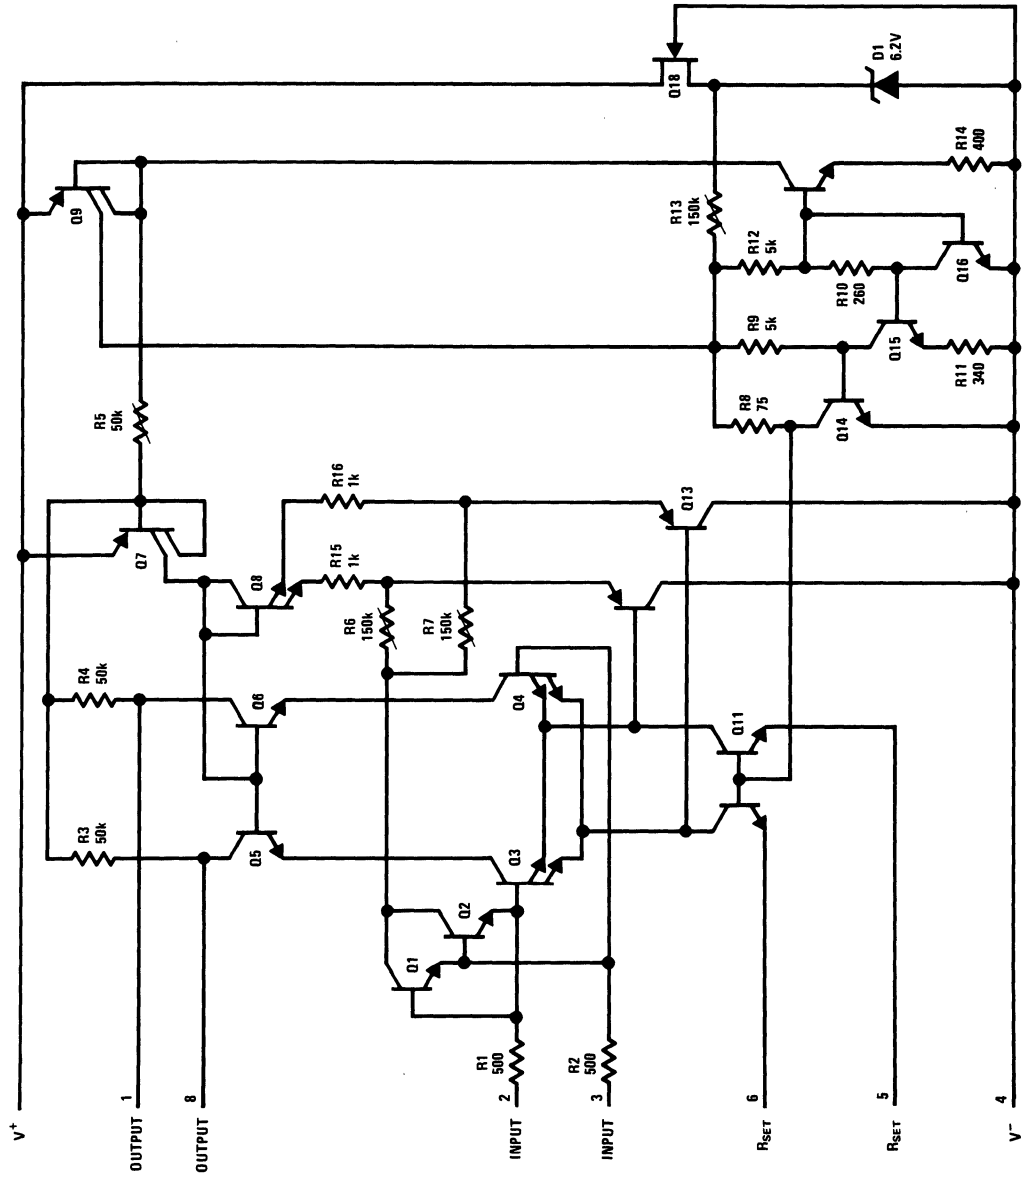 V+
Q9
R3
50k
R4
50k
R5
50k
OUTPUT 1
Q7
OUTPUT 8
Q5
Q6
Q8
R15
1k
R16
1k
R6
150k
R7
150k
Q1
Q2
R1
500
INPUT 2
Q3
Q4
R2
500
INPUT 3
Q13
R13
150k
Q18
Q11
R8
75
R9
5k
R12
5k
RSET 6
Q14
R10
260
D1
6.2V
RSET 5
Q15
Q16
R11
340
R14
400
V- 4